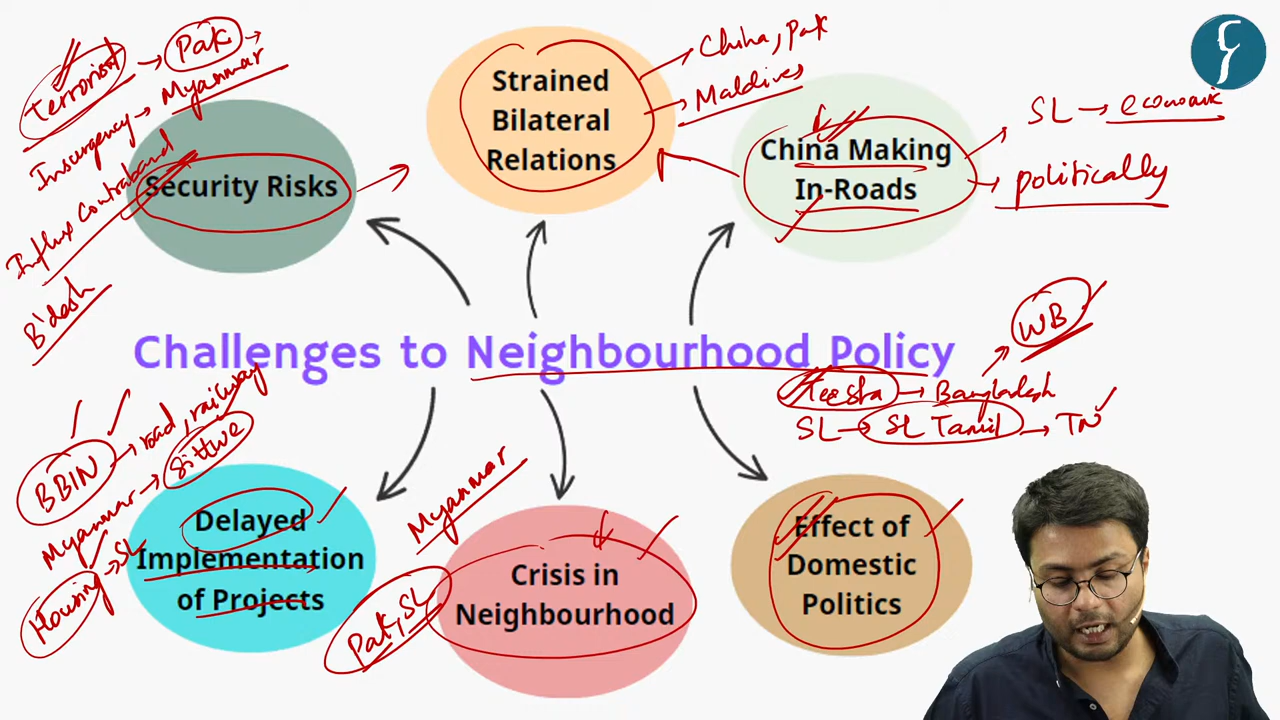 Terrorist → Pak →
Insurgency → Myanmar
Influx Contraband
B'desh
Security Risks
Strained
Bilateral
Relations
China, Pak
Maldives
China Making
In-Roads
SL → economic
politically
Challenges to Neighbourhood Policy
WB
Teesta → Bangladesh
SL → SL Tamil → TN
BBIN → road, railway
Myanmar → Sittwe
Housing → SL
Delayed
Implementation
of Projects
Myanmar
Pak, SL
Crisis in
Neighbourhood
Effect of
Domestic
Politics